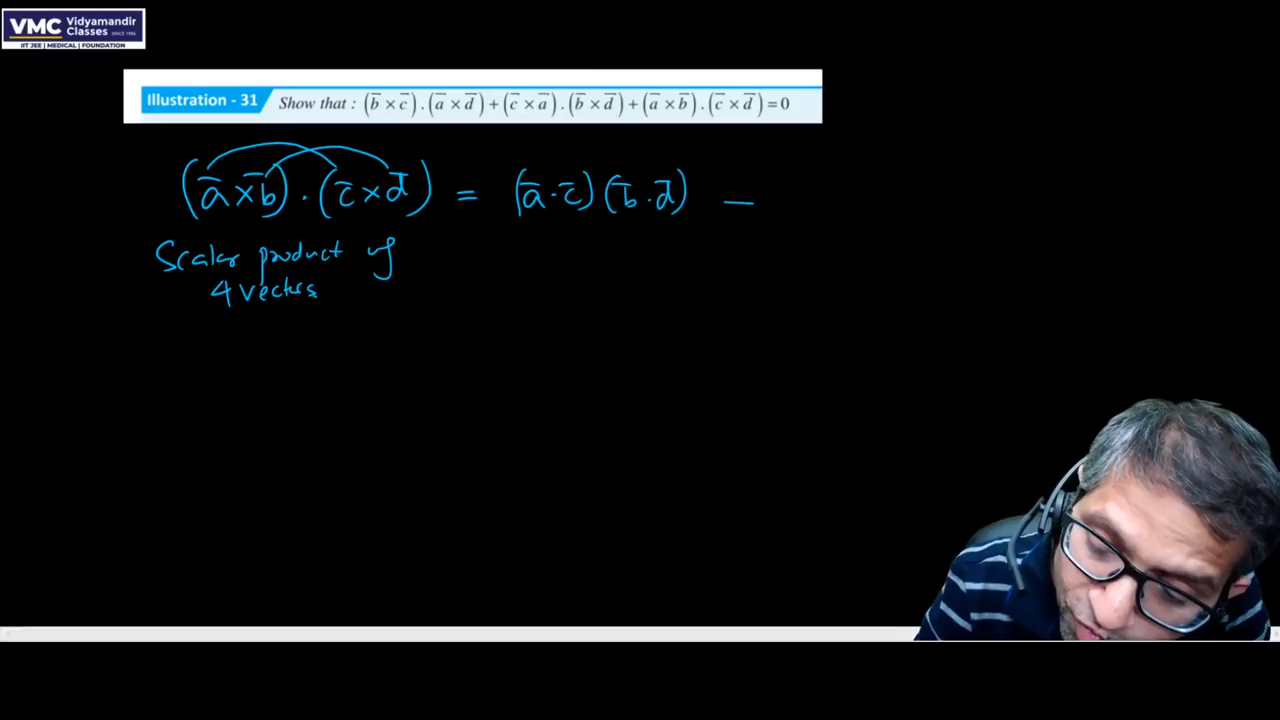 VMC Vidyamandir Classes SINCE 1986
IIT JEE | MEDICAL | FOUNDATION
Illustration - 31 Show that : (b̄ × c̄) . (ā × d̄) + (c̄ × ā) . (b̄ × d̄) + (ā × b̄) . (c̄ × d̄) = 0
(ā × b̄) · (c̄ × d̄) = (ā · c̄) (b̄ · d̄) —
Scalar product of
4 vectors